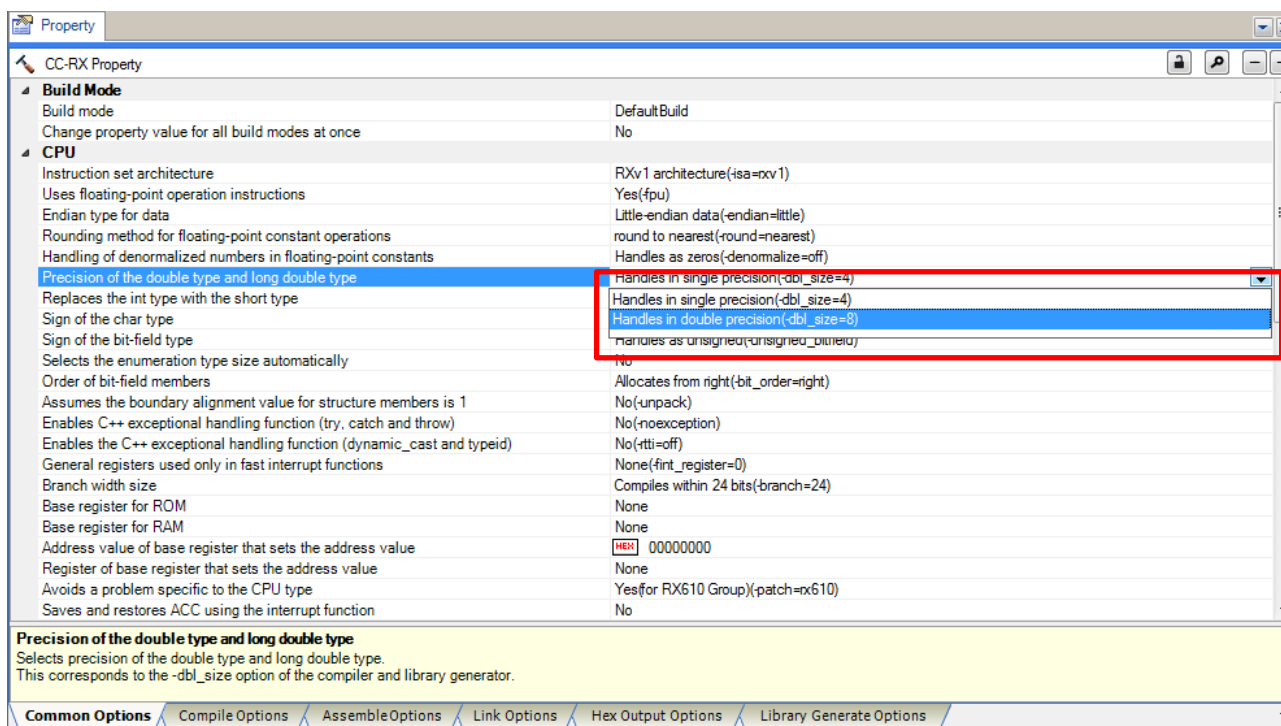 Property
CC-RX Property
Build Mode
Build mode DefaultBuild
Change property value for all build modes at once No
CPU
Instruction set architecture RXv1 architecture(-isa=rxv1)
Uses floating-point operation instructions Yes(-fpu)
Endian type for data Little-endian data(-endian=little)
Rounding method for floating-point constant operations round to nearest(-round=nearest)
Handling of denormalized numbers in floating-point constants Handles as zeros(-denormalize=off)
Precision of the double type and long double type Handles in single precision(-dbl_size=4)
Replaces the int type with the short type Handles in single precision(-dbl_size=4)
Sign of the char type Handles in double precision(-dbl_size=8)
Sign of the bit-field type Handles as unsigned(-unsigned_bitfield)
Selects the enumeration type size automatically No
Order of bit-field members Allocates from right(-bit_order=right)
Assumes the boundary alignment value for structure members is 1 No(-unpack)
Enables C++ exceptional handling function (try, catch and throw) No(-noexception)
Enables the C++ exceptional handling function (dynamic_cast and typeid) No(-rtti=off)
General registers used only in fast interrupt functions None(-fint_register=0)
Branch width size Compiles within 24 bits(-branch=24)
Base register for ROM None
Base register for RAM None
Address value of base register that sets the address value HEX 00000000
Register of base register that sets the address value None
Avoids a problem specific to the CPU type Yes(for RX610 Group)(-patch=rx610)
Saves and restores ACC using the interrupt function No
Precision of the double type and long double type
Selects precision of the double type and long double type.
This corresponds to the -dbl_size option of the compiler and library generator.
Common Options Compile Options Assemble Options Link Options Hex Output Options Library Generate Options